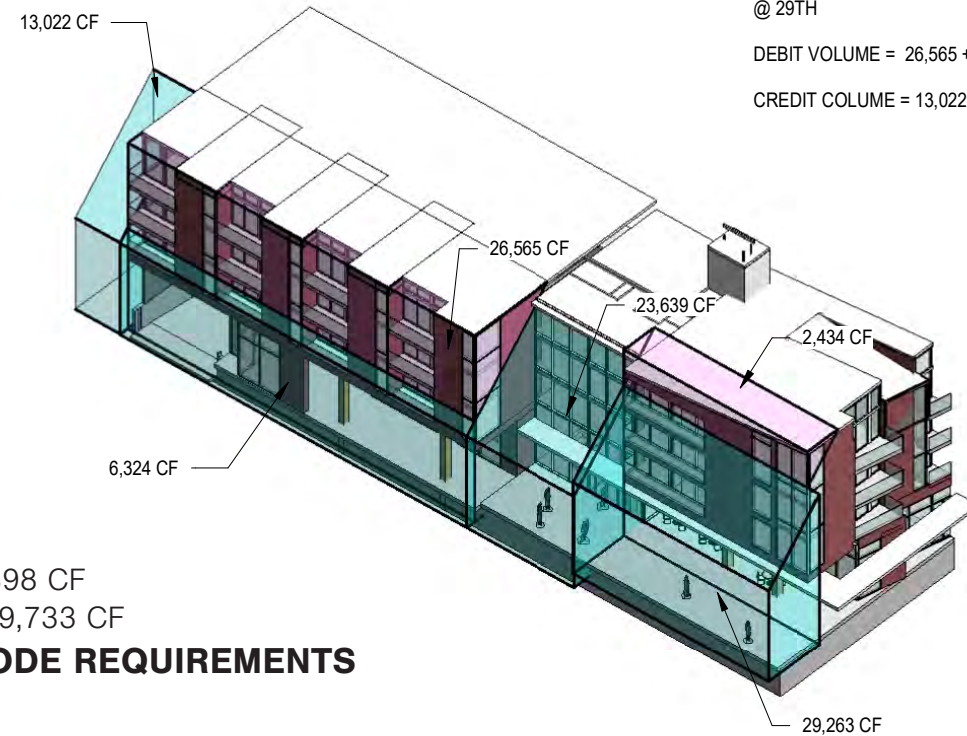 13,022 CF
@ 29TH
DEBIT VOLUME = 26,565 +
CREDIT COLUME = 13,022
26,565 CF
23,639 CF
2,434 CF
6,324 CF
98 CF
9,733 CF
ODE REQUIREMENTS
29,263 CF